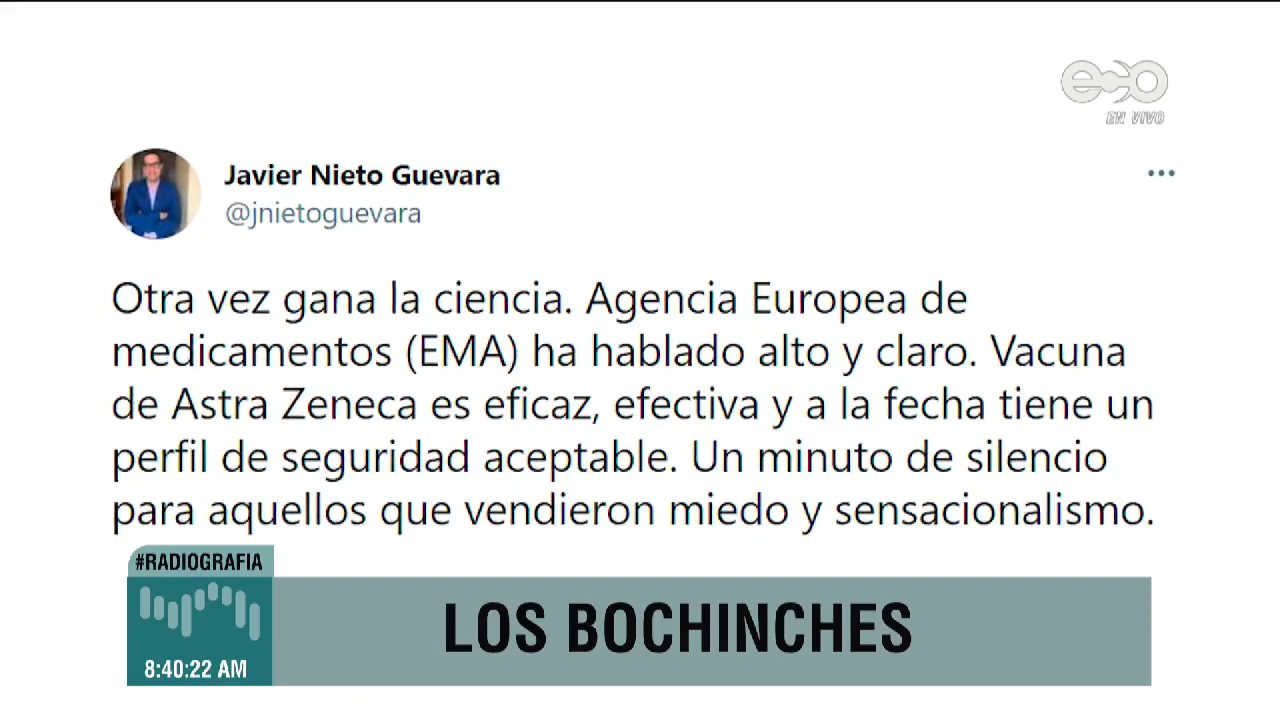 eco
EN VIVO
Javier Nieto Guevara
@jnietoguevara
Otra vez gana la ciencia. Agencia Europea de
medicamentos (EMA) ha hablado alto y claro. Vacuna
de Astra Zeneca es eficaz, efectiva y a la fecha tiene un
perfil de seguridad aceptable. Un minuto de silencio
para aquellos que vendieron miedo y sensacionalismo.
#RADIOGRAFIA
LOS BOCHINCHES
8:40:22 AM